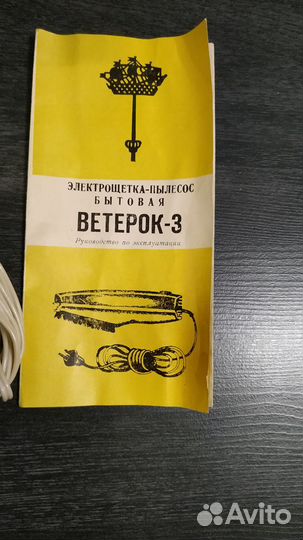 ЭЛЕКТРОЩЕТКА-ПЫЛЕСОС
БЫТОВАЯ
ВЕТЕРОК-3
Руководство по эксплуатации
Avito